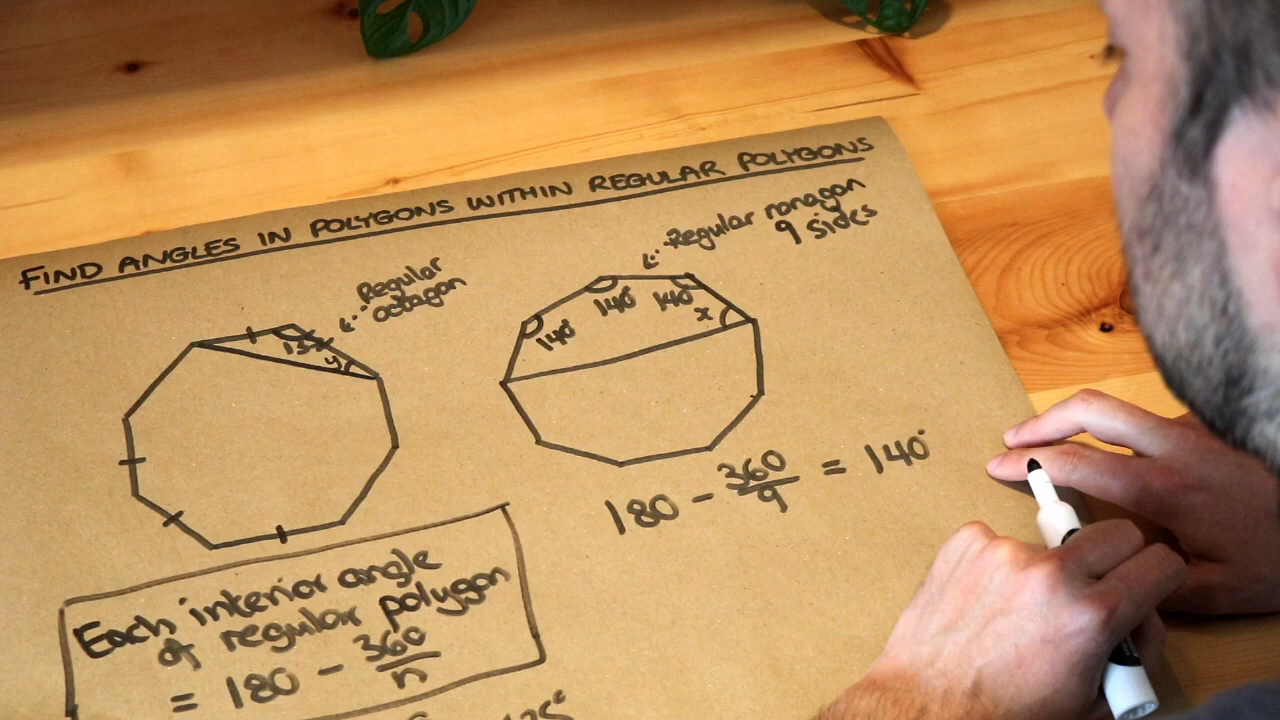 FIND ANGLES IN POLYGONS WITHIN REGULAR POLYGONS
Regular
octagon
135
y
Regular nonagon
9 sides
140°
140°
140°
x
180 - 360/9 = 140°
Each interior angle
of regular polygon
= 180 - 360/n